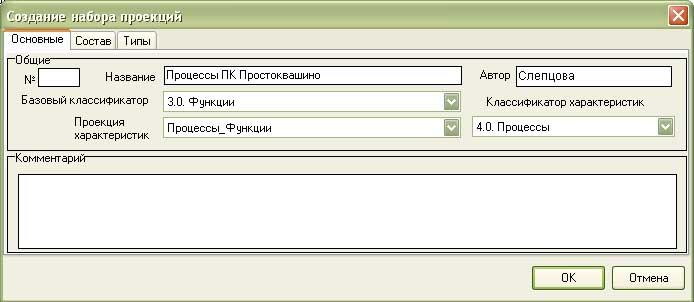 Создание набора проекций
Основные Состав Типы
Общие
№ Название Процессы ПК Простоквашино Автор Слепцова
Базовый классификатор 3.0. Функции Классификатор характеристик
Проекция
характеристик Процессы_Функции 4.0. Процессы
Комментарий
OK Отмена